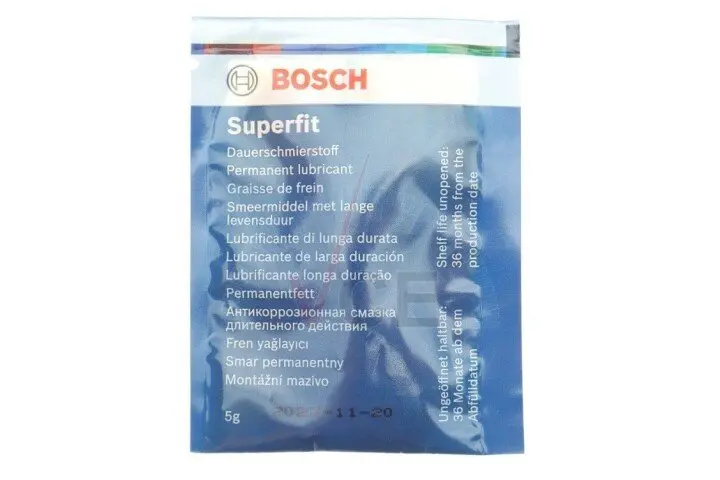 BOSCH
Superfit
Dauerschmierstoff
Permanent lubricant
Graisse de frein
Smeermiddel met lange
levensduur
Lubrificante di lunga durata
Lubricante de larga duración
Lubrificante longa duração
Permanentfett
Антикоррозионная смазка
длительного действия
Fren yağlayıcı
Smar permanentny
Montážní mazivo
5g
Shelf life unopened:
36 months from the
production date
Ungeöffnet haltbar:
36 Monate ab dem
Abfülldatum